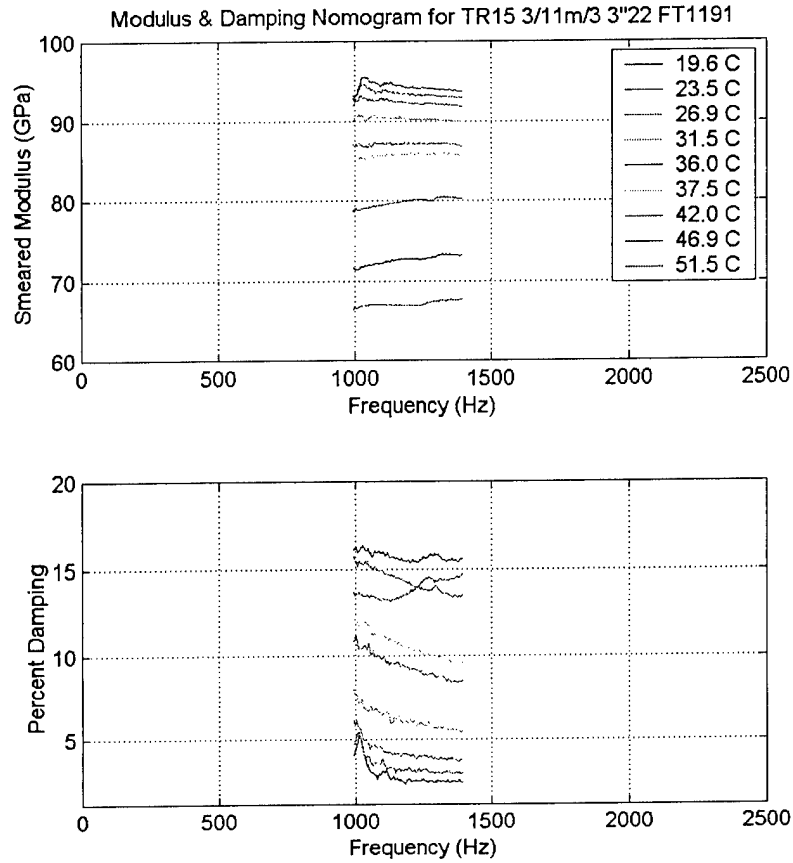 Modulus & Damping Nomogram for TR15 3/11m/3 3"22 FT1191
100
90
80
70
60
Smeared Modulus (GPa)
19.6 C
23.5 C
26.9 C
31.5 C
36.0 C
37.5 C
42.0 C
46.9 C
51.5 C
0
500
1000
1500
2000
2500
Frequency (Hz)
20
15
10
5
Percent Damping
0
500
1000
1500
2000
2500
Frequency (Hz)